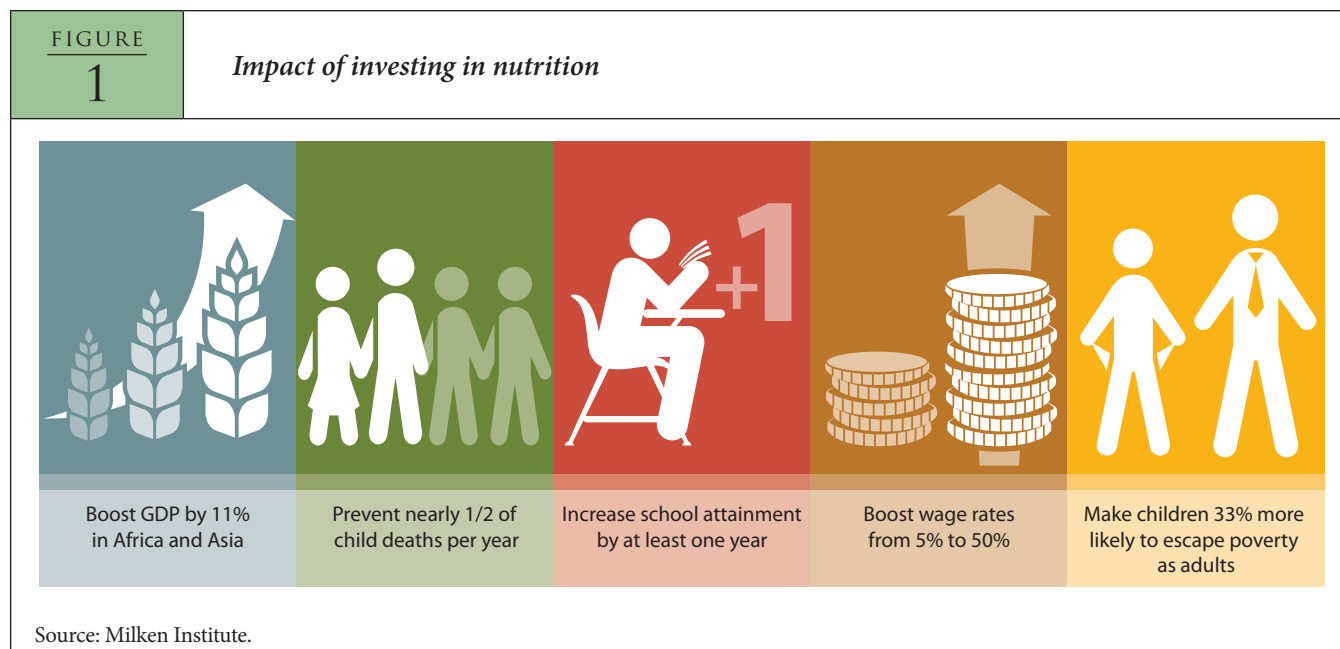 FIGURE
1
Impact of investing in nutrition
+1
Boost GDP by 11%
in Africa and Asia
Prevent nearly 1/2 of
child deaths per year
Increase school attainment
by at least one year
Boost wage rates
from 5% to 50%
Make children 33% more
likely to escape poverty
as adults
Source: Milken Institute.